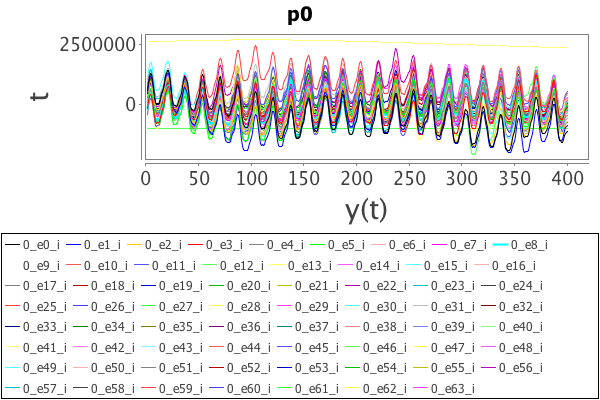 p0
2500000
0
t
0 50 100 150 200 250 300 350 400
y(t)
0_e0_i 0_e1_i 0_e2_i 0_e3_i 0_e4_i 0_e5_i 0_e6_i 0_e7_i 0_e8_i
0_e9_i 0_e10_i 0_e11_i 0_e12_i 0_e13_i 0_e14_i 0_e15_i 0_e16_i
0_e17_i 0_e18_i 0_e19_i 0_e20_i 0_e21_i 0_e22_i 0_e23_i 0_e24_i
0_e25_i 0_e26_i 0_e27_i 0_e28_i 0_e29_i 0_e30_i 0_e31_i 0_e32_i
0_e33_i 0_e34_i 0_e35_i 0_e36_i 0_e37_i 0_e38_i 0_e39_i 0_e40_i
0_e41_i 0_e42_i 0_e43_i 0_e44_i 0_e45_i 0_e46_i 0_e47_i 0_e48_i
0_e49_i 0_e50_i 0_e51_i 0_e52_i 0_e53_i 0_e54_i 0_e55_i 0_e56_i
0_e57_i 0_e58_i 0_e59_i 0_e60_i 0_e61_i 0_e62_i 0_e63_i